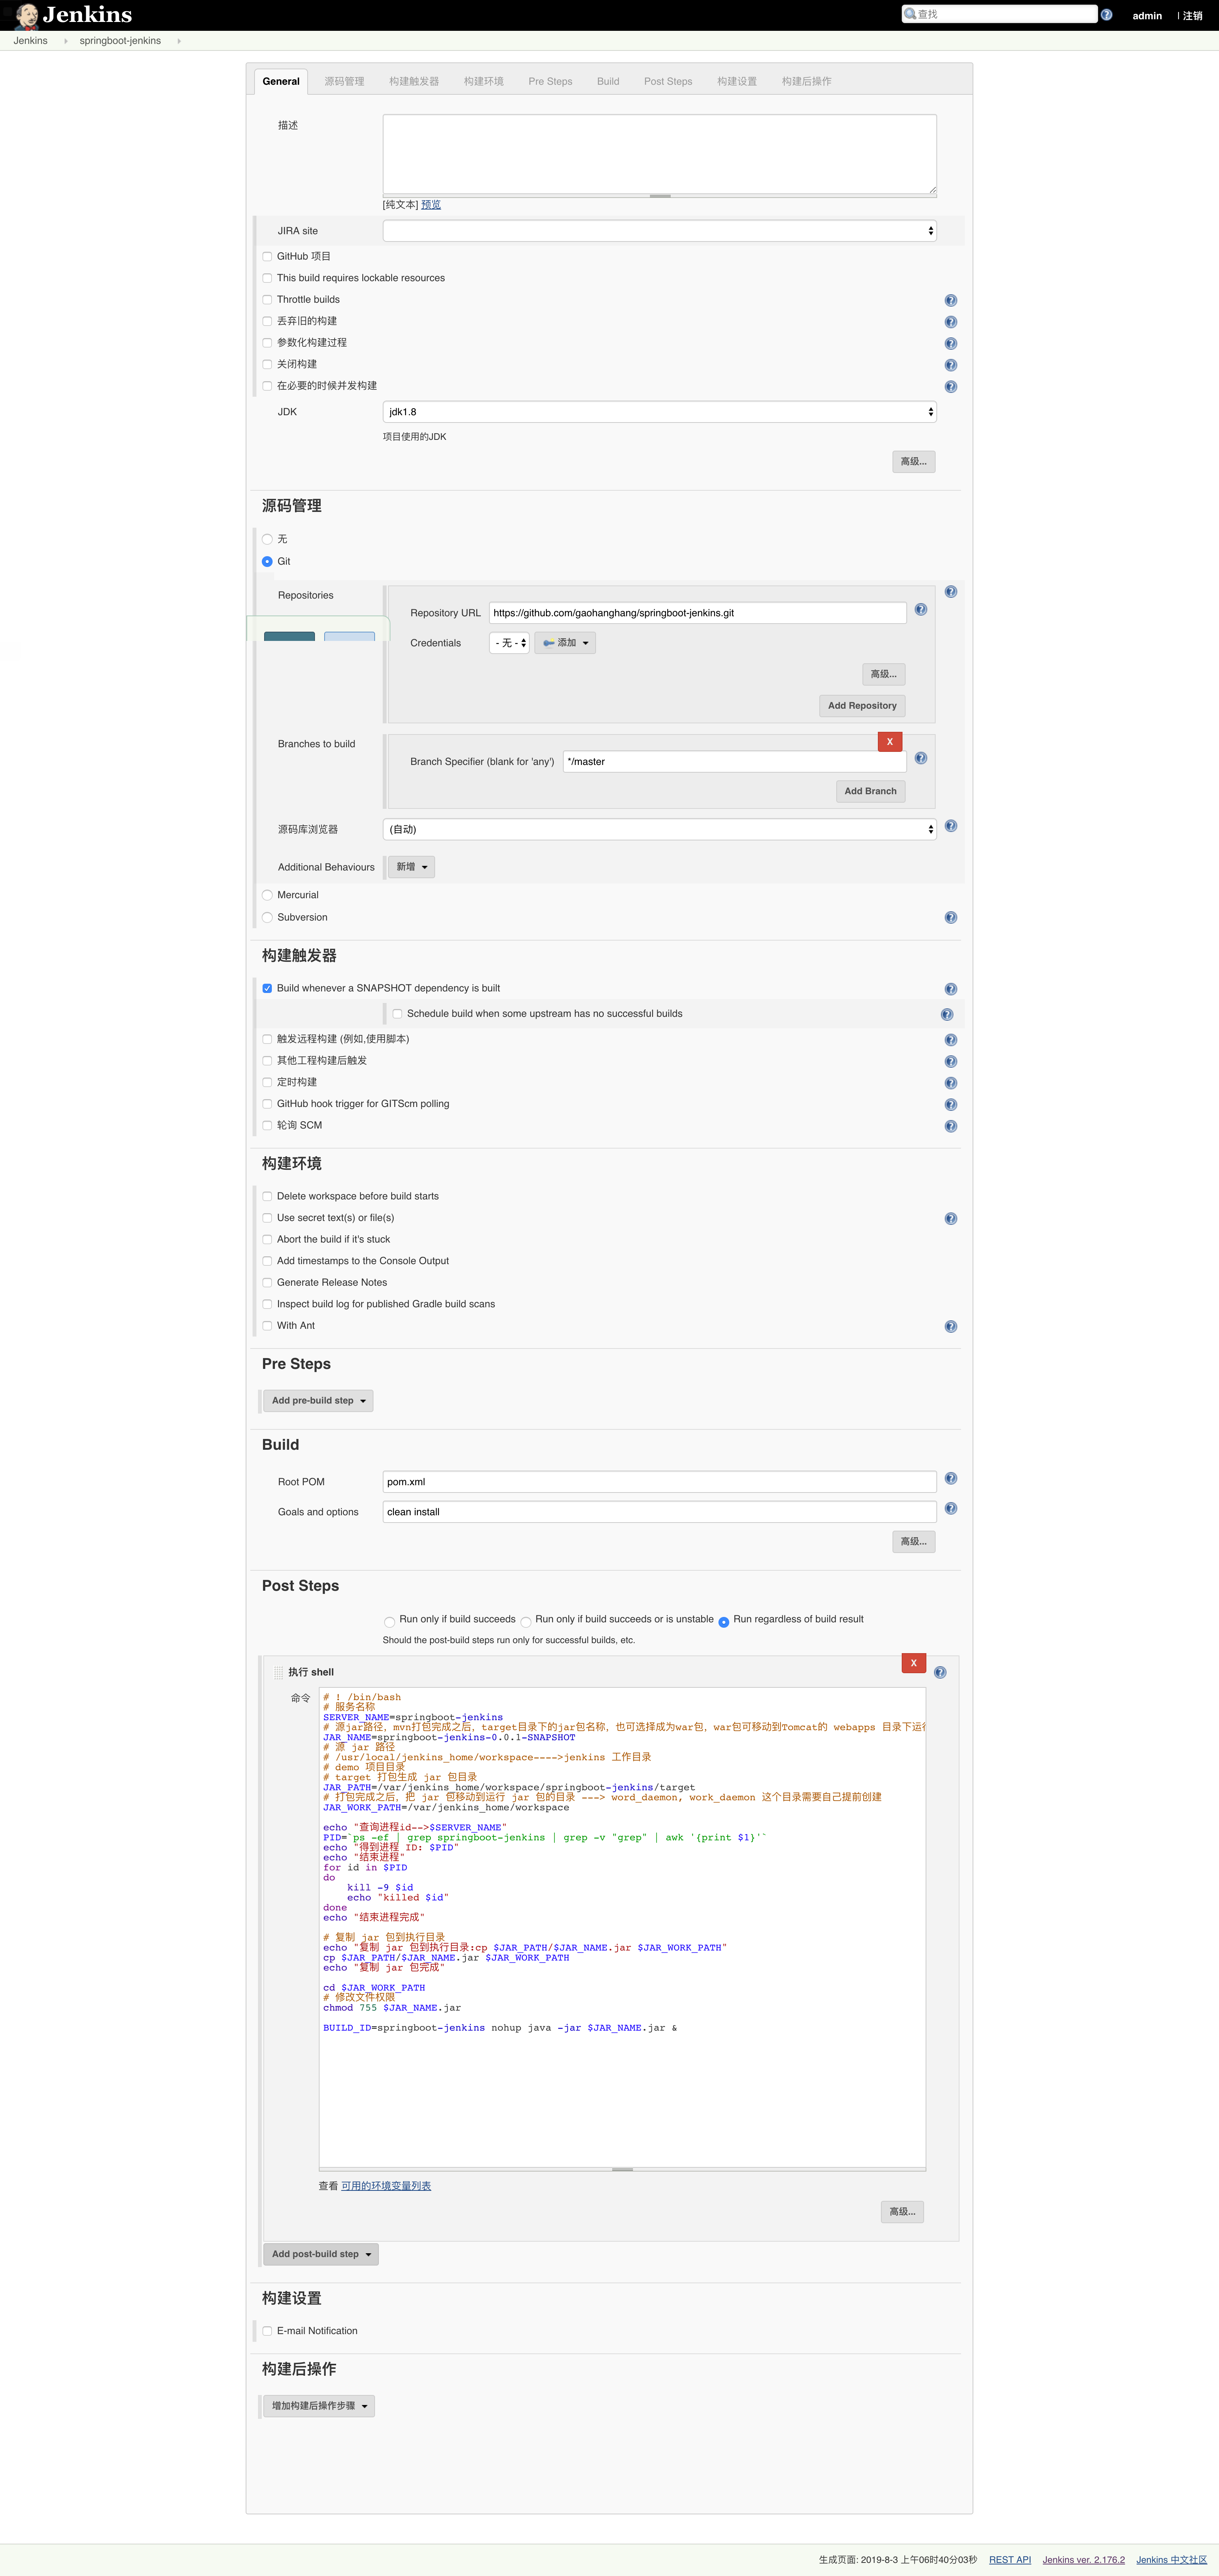 Jenkins
查找
admin
注销
Jenkins
springboot-jenkins
General 源码管理 构建触发器 构建环境 Pre Steps Build Post Steps 构建设置 构建后操作
描述
[纯文本] 预览
JIRA site
GitHub 项目
This build requires lockable resources
Throttle builds
丢弃旧的构建
参数化构建过程
关闭构建
在必要的时候并发构建
JDK jdk1.8
项目使用的JDK
高级...
源码管理
无
Git
Repositories
Repository URL https://github.com/gaohanghang/springboot-jenkins.git
Credentials - 无 - 添加
高级...
Add Repository
Branches to build
X
Branch Specifier (blank for 'any') */master
Add Branch
源码库浏览器 (自动)
Additional Behaviours 新增
Mercurial
Subversion
构建触发器
Build whenever a SNAPSHOT dependency is built
Schedule build when some upstream has no successful builds
触发远程构建 (例如,使用脚本)
其他工程构建后触发
定时构建
GitHub hook trigger for GITScm polling
轮询 SCM
构建环境
Delete workspace before build starts
Use secret text(s) or file(s)
Abort the build if it's stuck
Add timestamps to the Console Output
Generate Release Notes
Inspect build log for published Gradle build scans
With Ant
Pre Steps
Add pre-build step
Build
Root POM pom.xml
Goals and options clean install
高级...
Post Steps
Run only if build succeeds Run only if build succeeds or is unstable Run regardless of build result
Should the post-build steps run only for successful builds, etc.
X
执行 shell
命令
# ! /bin/bash
# 服务名称
SERVER_NAME=springboot-jenkins
# 源jar路径，mvn打包完成之后，target目录下的jar包名称，也可选择成为war包，war包可移动到Tomcat的 webapps 目录下运行
JAR_NAME=springboot-jenkins-0.0.1-SNAPSHOT
# 源 jar 路径
# /usr/local/jenkins_home/workspace---->jenkins 工作目录
# demo 项目目录
# target 打包生成 jar 包目录
JAR_PATH=/var/jenkins_home/workspace/springboot-jenkins/target
# 打包完成之后，把 jar 包移动到运行 jar 包的目录 ---> word_daemon, work_daemon 这个目录需要自己提前创建
JAR_WORK_PATH=/var/jenkins_home/workspace
echo "查询进程id-->$SERVER_NAME"
PID=`ps -ef | grep springboot-jenkins | grep -v "grep" | awk '{print $1}'`
echo "得到进程 ID: $PID"
echo "结束进程"
for id in $PID
do
kill -9 $id
echo "killed $id"
done
echo "结束进程完成"
# 复制 jar 包到执行目录
echo "复制 jar 包到执行目录:cp $JAR_PATH/$JAR_NAME.jar $JAR_WORK_PATH"
cp $JAR_PATH/$JAR_NAME.jar $JAR_WORK_PATH
echo "复制 jar 包完成"
cd $JAR_WORK_PATH
# 修改文件权限
chmod 755 $JAR_NAME.jar
BUILD_ID=springboot-jenkins nohup java -jar $JAR_NAME.jar &
查看 可用的环境变量列表
高级...
Add post-build step
构建设置
E-mail Notification
构建后操作
增加构建后操作步骤
生成页面: 2019-8-3 上午06时40分03秒 REST API Jenkins ver. 2.176.2 Jenkins 中文社区